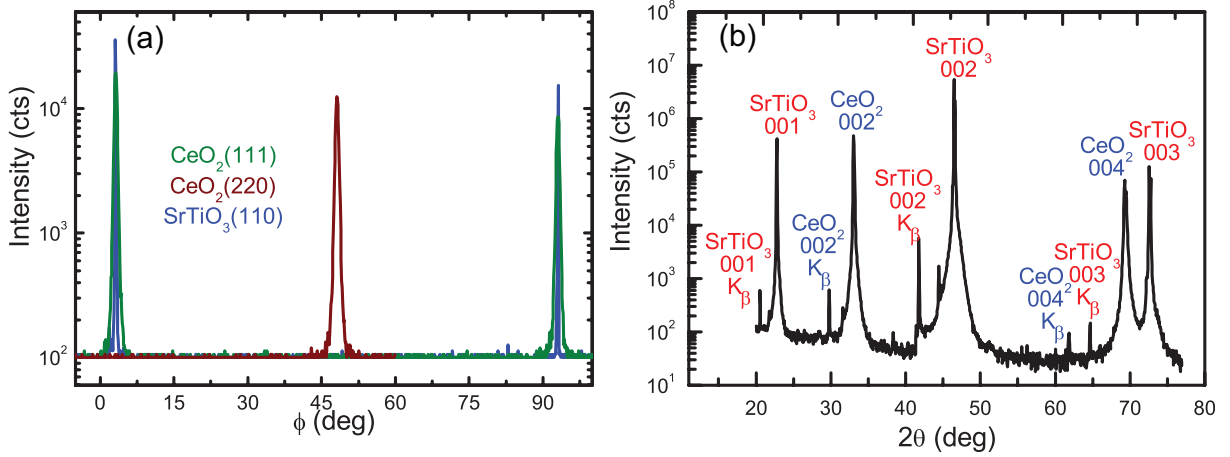 (a)
10^4
10^3
10^2
Intensity (cts)
CeO2(111)
CeO2(220)
SrTiO3(110)
0 15 30 45 60 75 90
ϕ (deg)
(b)
10^8
10^7
10^6
10^5
10^4
10^3
10^2
10^1
Intensity (cts)
SrTiO3
001
Kβ
SrTiO3
001
CeO2
002
Kβ
CeO2
002
SrTiO3
002
Kβ
SrTiO3
002
CeO2
004
Kβ
SrTiO3
003
Kβ
CeO2
004
SrTiO3
003
20 30 40 50 60 70 80
2θ (deg)